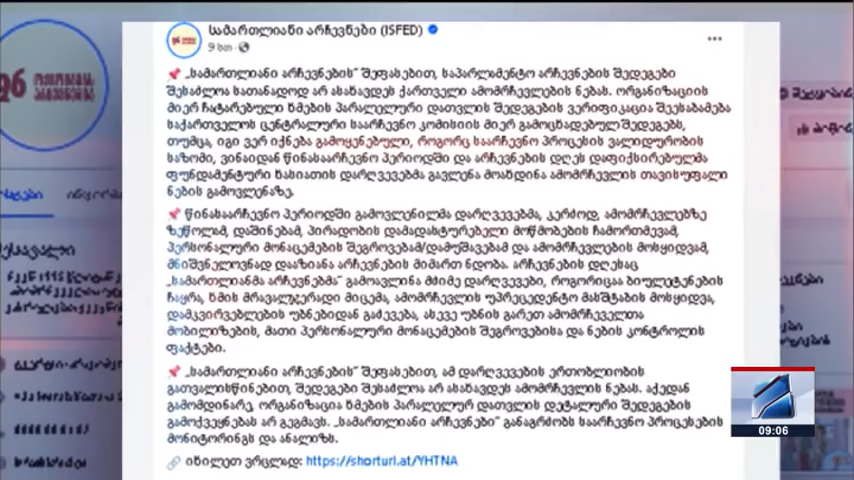 სამართლიანი არჩევნები (ISFED)
9 სთ ·
📌 „სამართლიანი არჩევნების" შეფასებით, საპარლამენტო არჩევნების შედეგები
შესაძლოა სათანადოდ არ ასახავდეს ქართველი ამომრჩევლების ნებას. ორგანიზაციის
მიერ ჩატარებული ხმების პარალელური დათვლის შედეგების ვერიფიკაცია შეესაბამება
საქართველოს ცენტრალური საარჩევნო კომისიის მიერ გამოცხადებულ შედეგებს,
თუმცა, იგი ვერ იქნება გამოყენებული, როგორც საარჩევნო პროცესის ვალიდურობის
საზომი, ვინაიდან წინასაარჩევნო პერიოდში და არჩევნების დღეს დაფიქსირებულმა
ფუნდამენტური ხასიათის დარღვევებმა გავლენა მოახდინა ამომრჩევლის თავისუფალი
ნების გამოვლენაზე.
📌 წინასაარჩევნო პერიოდში გამოვლენილმა დარღვევებმა, კერძოდ, ამომრჩევლებზე
ზეწოლამ, დაშინებამ, პირადობის დამადასტურებელი მოწმობების ჩამორთმევამ,
პერსონალური მონაცემების შეგროვებამ/დამუშავებამ და ამომრჩევლების მოსყიდვამ,
მნიშვნელოვნად დააზიანა არჩევნების მიმართ ნდობა. არჩევნების დღესაც
„სამართლიანმა არჩევნებმა" გამოავლინა მძიმე დარღვევები, როგორიცაა ბიულეტენების
ჩაყრა, ხმის მრავალჯერადი მიცემა, ამომრჩევლის უპრეცედენტო მასშტაბის მოსყიდვა,
დამკვირვებლების უბნებიდან გაძევება, ასევე უბნის გარეთ ამომრჩეველთა
მობილიზების, მათი პერსონალური მონაცემების შეგროვებისა და ნების კონტროლის
ფაქტები.
📌 „სამართლიანი არჩევნების" შეფასებით, ამ დარღვევების ერთობლიობის
გათვალისწინებით, შედეგები შესაძლოა არ ასახავდეს ამომრჩევლის ნებას. აქედან
გამომდინარე, ორგანიზაცია ხმების პარალელურ დათვლის დეტალური შედეგების
გამოქვეყნებას არ გეგმავს. „სამართლიანი არჩევნები" განაგრძობს საარჩევნო პროცესების
მონიტორინგს და ანალიზს.
🔗 იხილეთ ვრცლად: https://shorturl.at/YHTNA
09:06